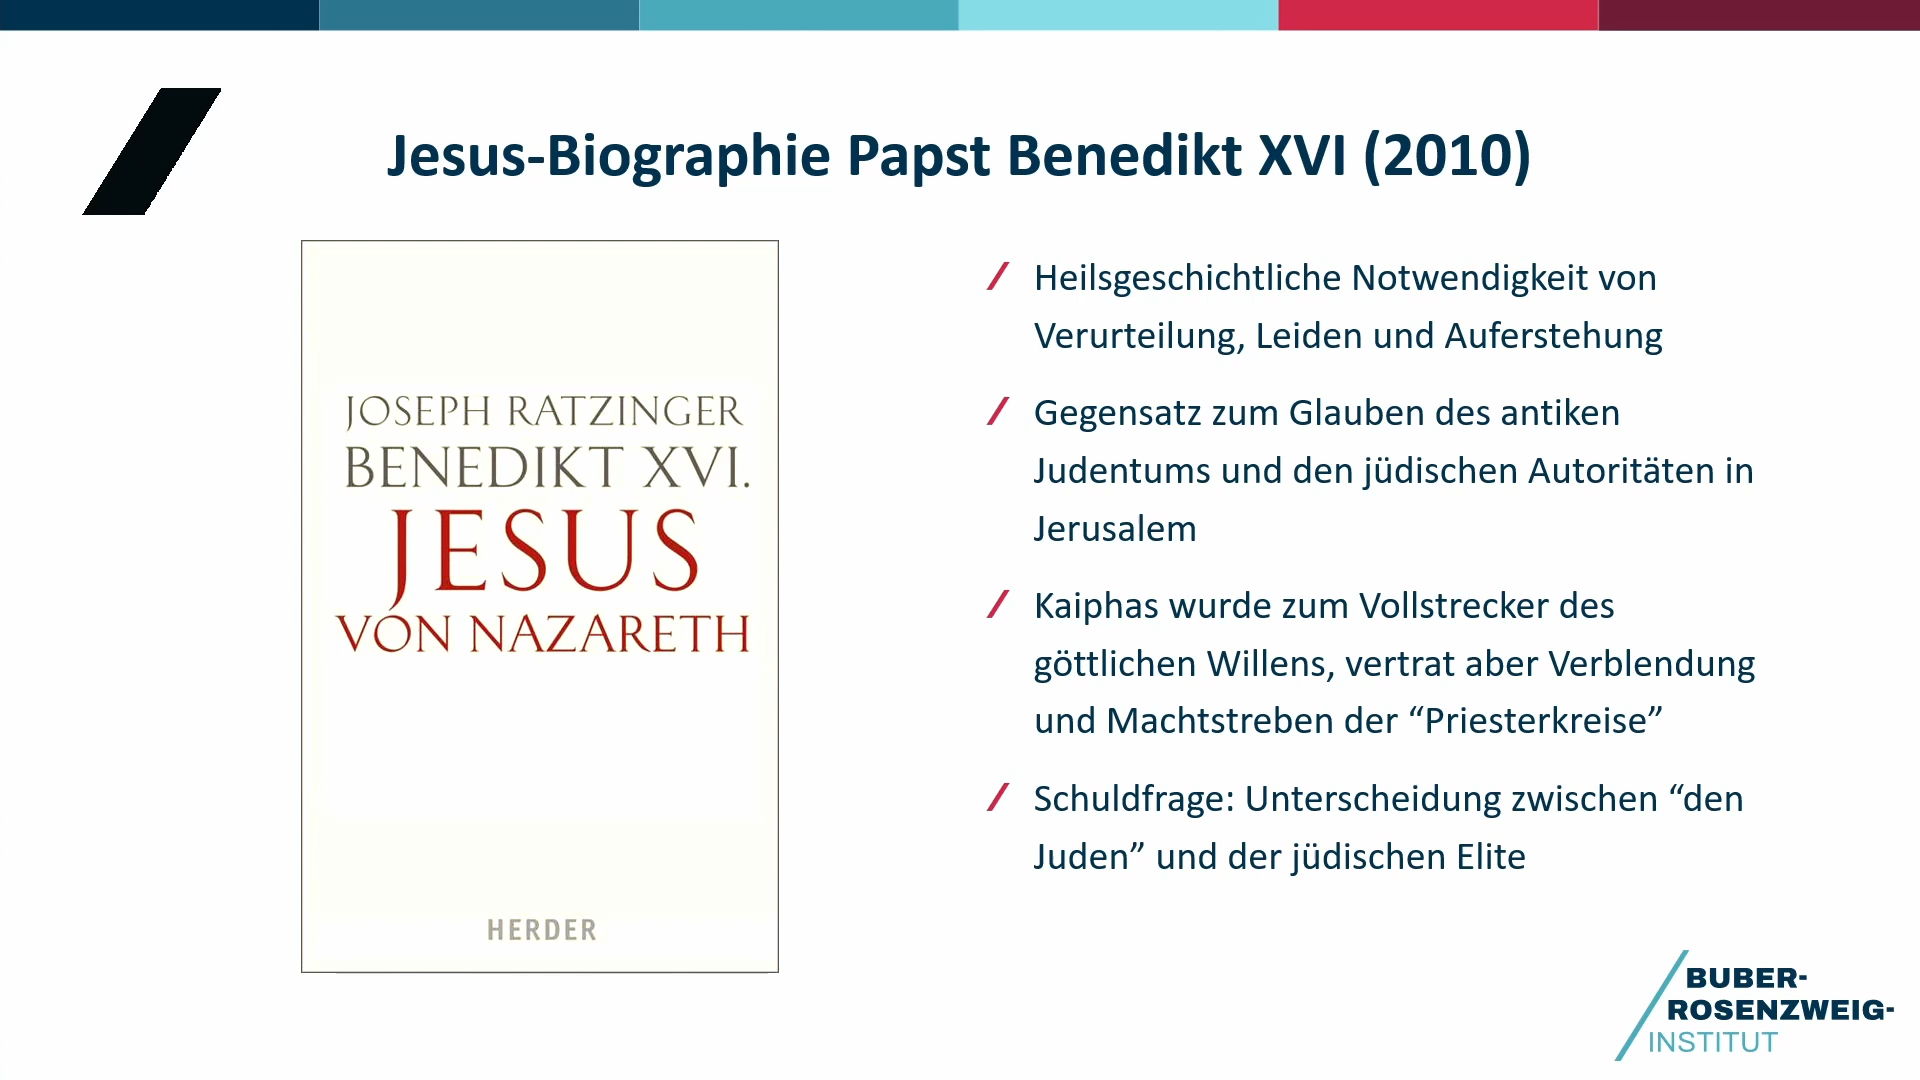 Jesus-Biographie Papst Benedikt XVI (2010)
JOSEPH RATZINGER
BENEDIKT XVI.
JESUS
VON NAZARETH
HERDER
Heilsgeschichtliche Notwendigkeit von
Verurteilung, Leiden und Auferstehung
Gegensatz zum Glauben des antiken
Judentums und den jüdischen Autoritäten in
Jerusalem
Kaiphas wurde zum Vollstrecker des
göttlichen Willens, vertrat aber Verblendung
und Machtstreben der “Priesterkreise”
Schuldfrage: Unterscheidung zwischen “den
Juden” und der jüdischen Elite
BUBER-
ROSENZWEIG-
INSTITUT